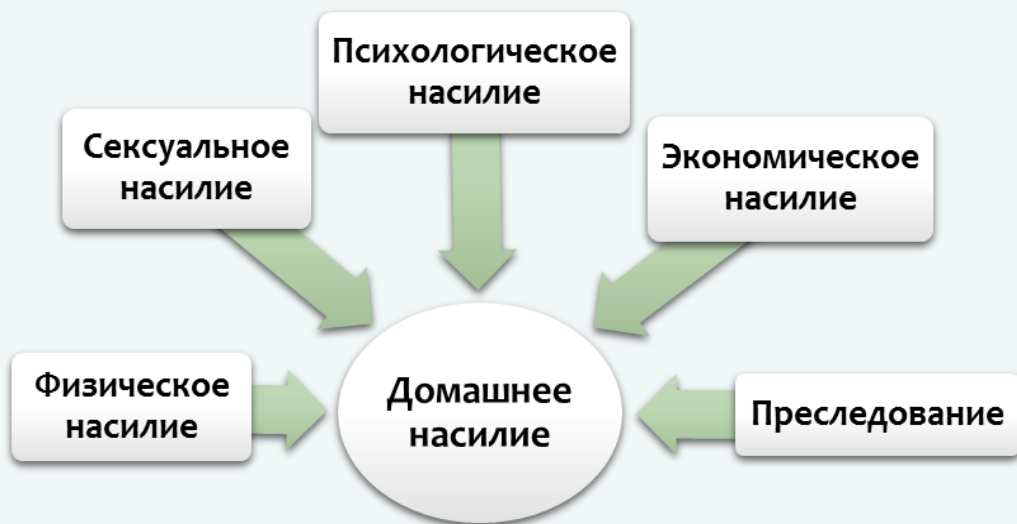 Психологическое
насилие
Сексуальное
насилие
Экономическое
насилие
Физическое
насилие
Домашнее
насилие
Преследование